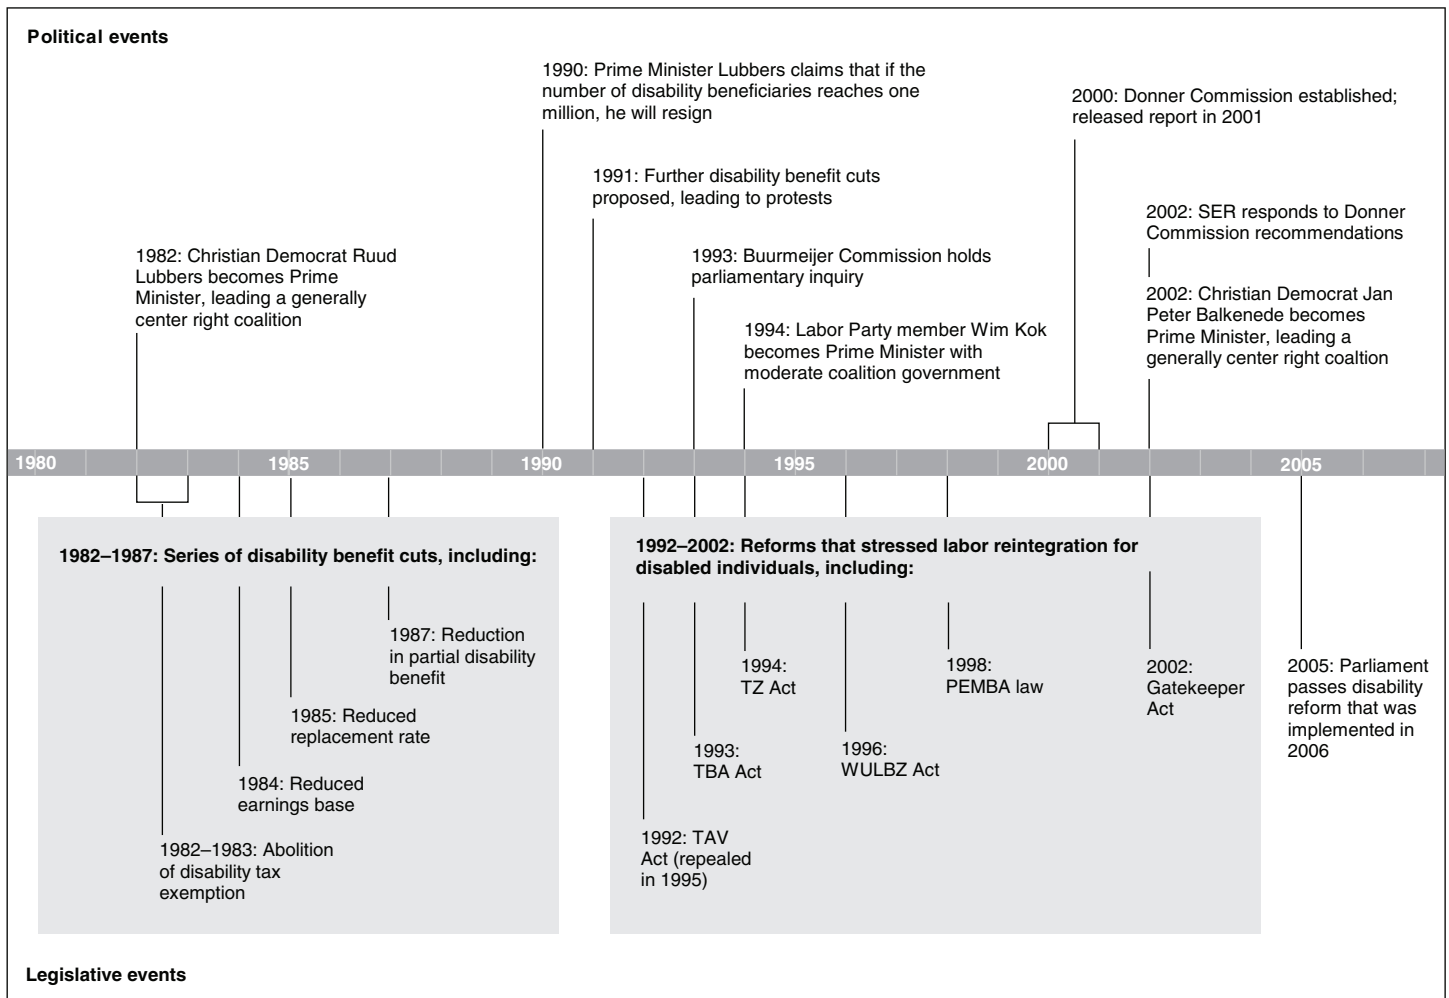 Political events
1990: Prime Minister Lubbers claims that if the
number of disability beneficiaries reaches one
million, he will resign
2000: Donner Commission established;
released report in 2001
1991: Further disability benefit cuts
proposed, leading to protests
2002: SER responds to Donner
Commission recommendations
1982: Christian Democrat Ruud
Lubbers becomes Prime
Minister, leading a generally
center right coalition
1993: Buurmeijer Commission holds
parliamentary inquiry
2002: Christian Democrat Jan
Peter Balkenede becomes
Prime Minister, leading a
generally center right coaltion
1994: Labor Party member Wim Kok
becomes Prime Minister with
moderate coalition government
1980
1985
1990
1995
2000
2005
1982–1987: Series of disability benefit cuts, including:
1987: Reduction
in partial disability
benefit
1985: Reduced
replacement rate
1984: Reduced
earnings base
1982–1983: Abolition
of disability tax
exemption
1992–2002: Reforms that stressed labor reintegration for
disabled individuals, including:
1994:
TZ Act
1998:
PEMBA law
2002:
Gatekeeper
Act
1993:
TBA Act
1996:
WULBZ Act
1992: TAV
Act (repealed
in 1995)
2005: Parliament
passes disability
reform that was
implemented in
2006
Legislative events